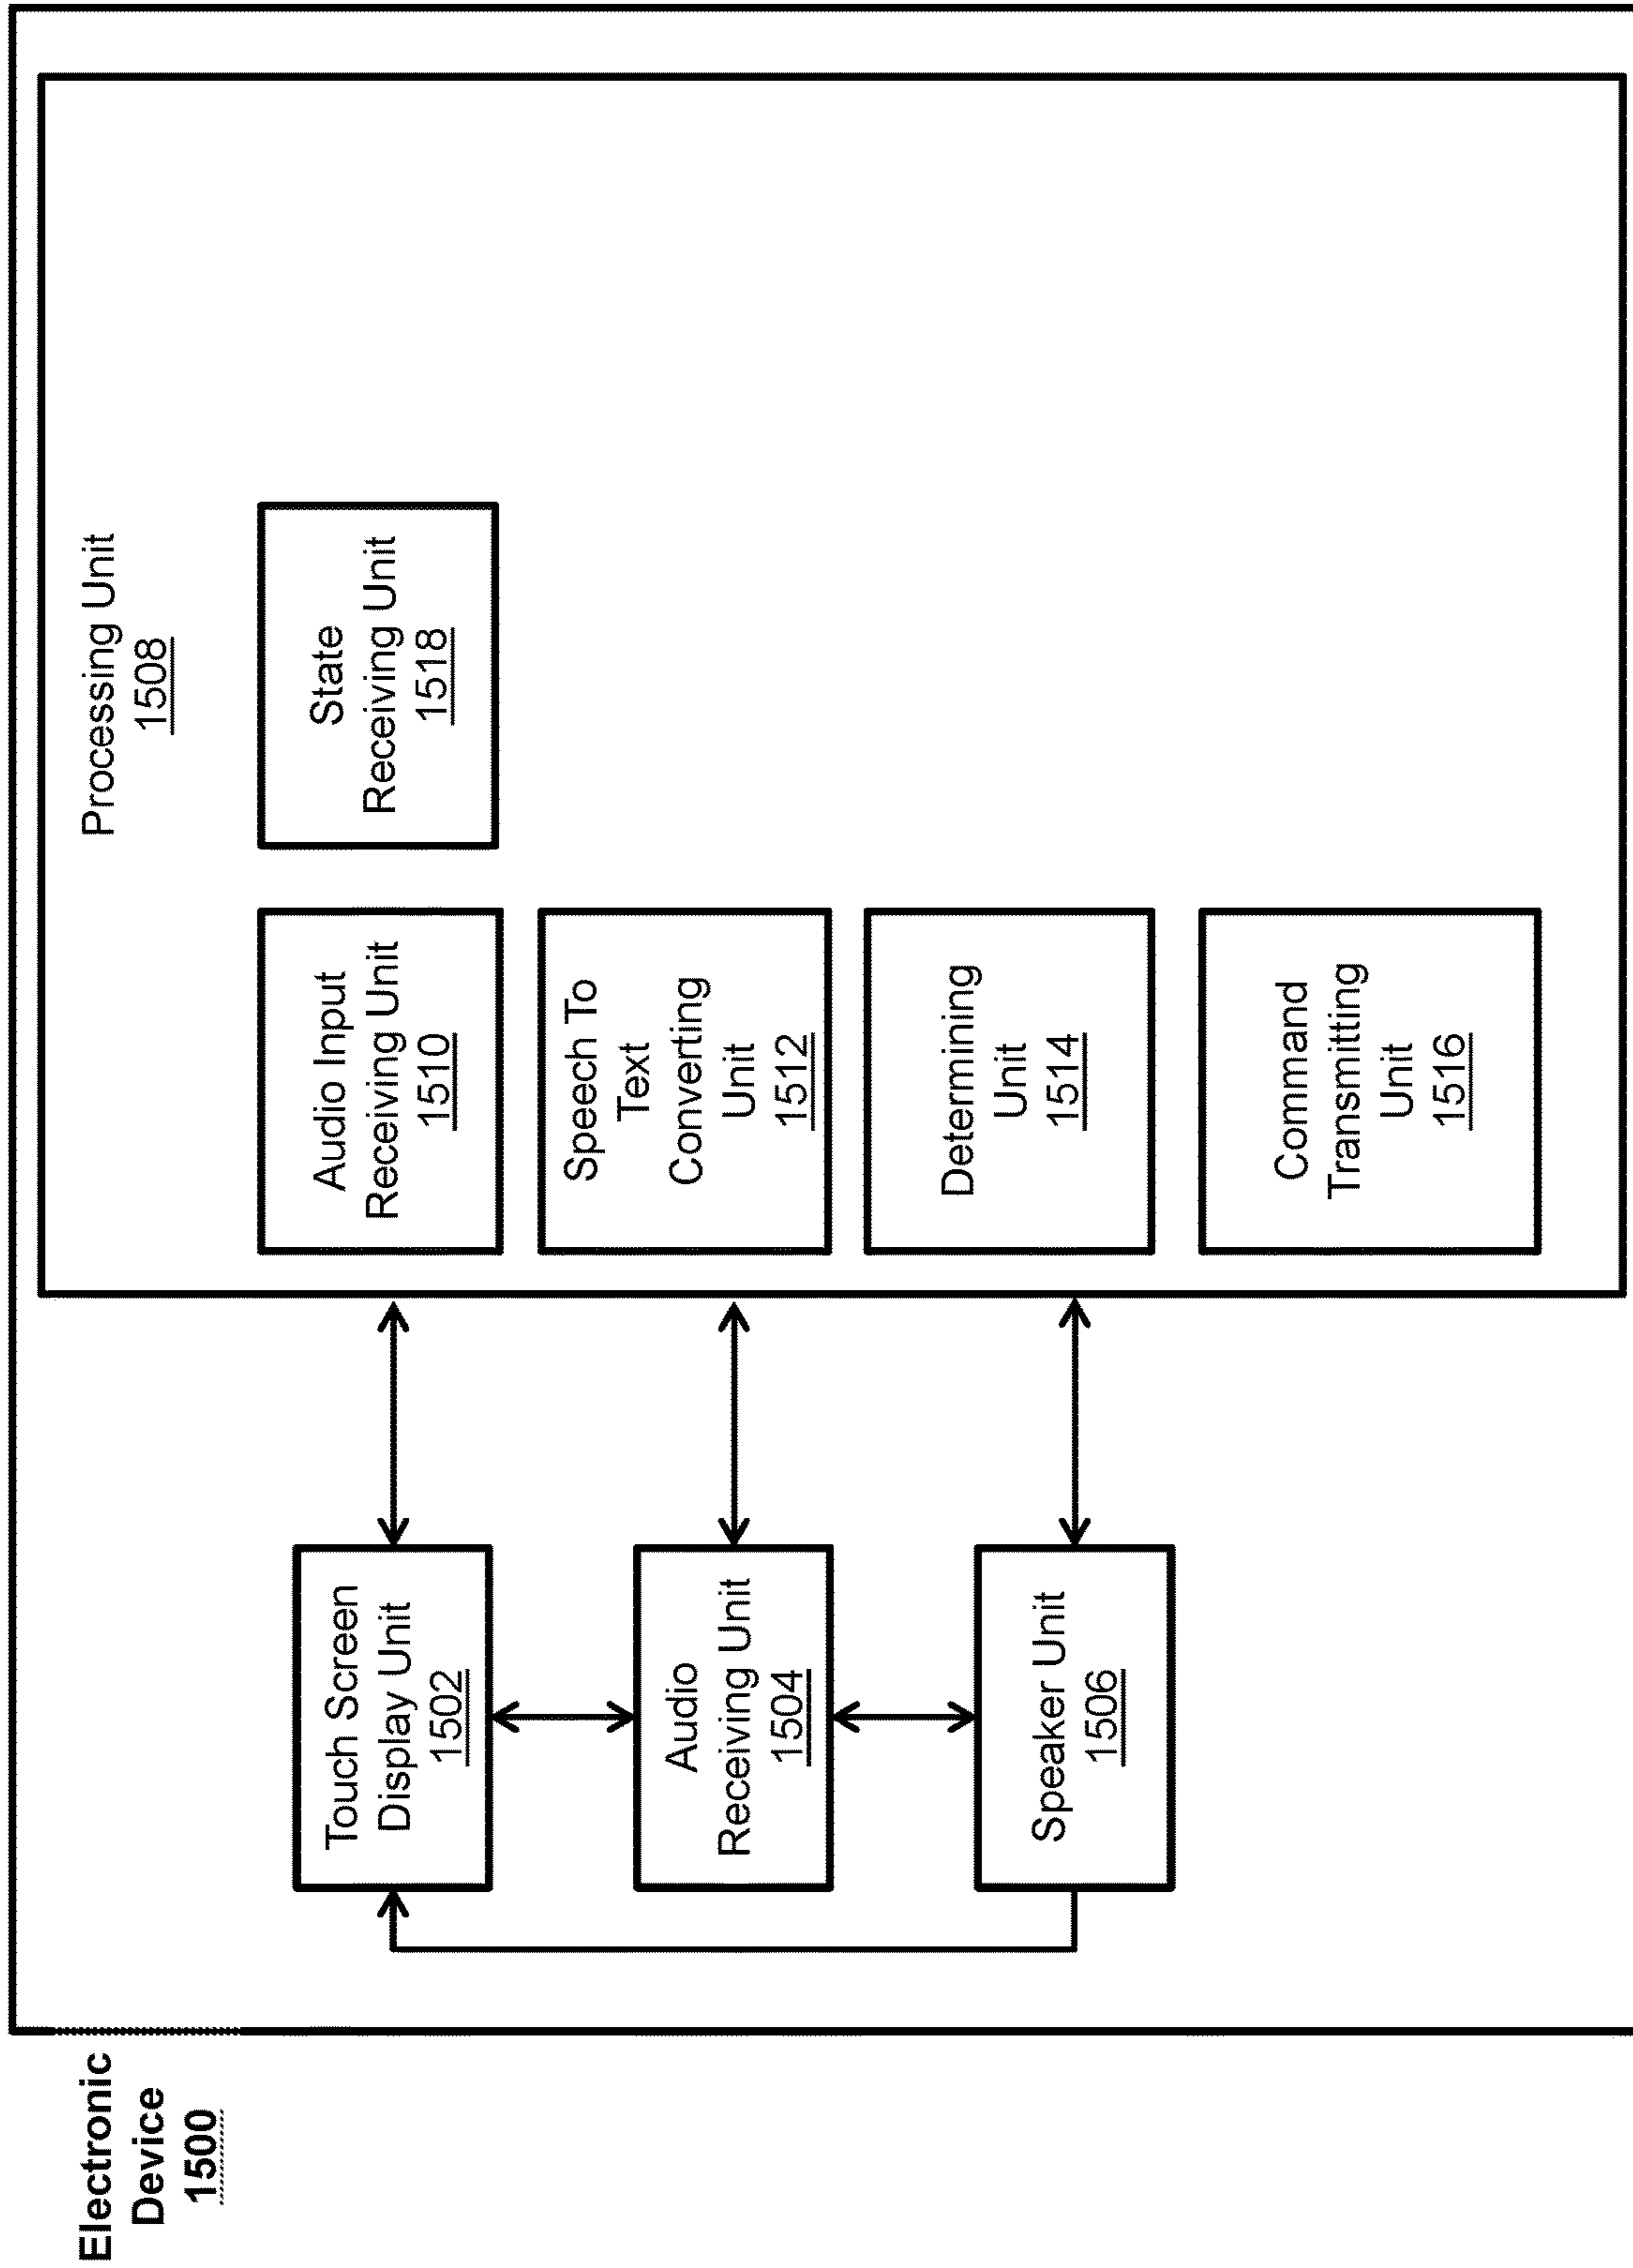 Electronic
Device
1500
Touch Screen
Display Unit
1502
Audio
Receiving Unit
1504
Speaker Unit
1506
Processing Unit
1508
Audio Input
Receiving Unit
1510
Speech To
Text
Converting
Unit
1512
Determining
Unit
1514
Command
Transmitting
Unit
1516
State
Receiving Unit
1518